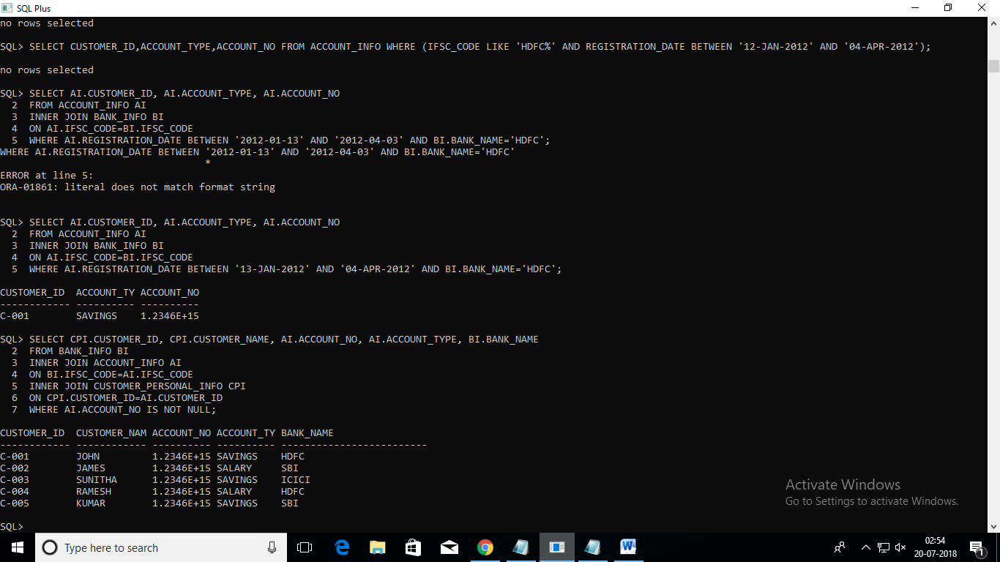 SQL Plus
no rows selected
SQL> SELECT CUSTOMER_ID,ACCOUNT_TYPE,ACCOUNT_NO FROM ACCOUNT_INFO WHERE (IFSC_CODE LIKE 'HDFC%' AND REGISTRATION_DATE BETWEEN '12-JAN-2012' AND '04-APR-2012');
no rows selected
SQL> SELECT AI.CUSTOMER_ID, AI.ACCOUNT_TYPE, AI.ACCOUNT_NO
2 FROM ACCOUNT_INFO AI
3 INNER JOIN BANK_INFO BI
4 ON AI.IFSC_CODE=BI.IFSC_CODE
5 WHERE AI.REGISTRATION_DATE BETWEEN '2012-01-13' AND '2012-04-03' AND BI.BANK_NAME='HDFC';
WHERE AI.REGISTRATION_DATE BETWEEN '2012-01-13' AND '2012-04-03' AND BI.BANK_NAME='HDFC'
*
ERROR at line 5:
ORA-01861: literal does not match format string
SQL> SELECT AI.CUSTOMER_ID, AI.ACCOUNT_TYPE, AI.ACCOUNT_NO
2 FROM ACCOUNT_INFO AI
3 INNER JOIN BANK_INFO BI
4 ON AI.IFSC_CODE=BI.IFSC_CODE
5 WHERE AI.REGISTRATION_DATE BETWEEN '13-JAN-2012' AND '04-APR-2012' AND BI.BANK_NAME='HDFC';
CUSTOMER_ID ACCOUNT_TY ACCOUNT_NO
------------ ---------- ----------
C-001 SAVINGS 1.2346E+15
SQL> SELECT CPI.CUSTOMER_ID, CPI.CUSTOMER_NAME, AI.ACCOUNT_NO, AI.ACCOUNT_TYPE, BI.BANK_NAME
2 FROM BANK_INFO BI
3 INNER JOIN ACCOUNT_INFO AI
4 ON BI.IFSC_CODE=AI.IFSC_CODE
5 INNER JOIN CUSTOMER_PERSONAL_INFO CPI
6 ON CPI.CUSTOMER_ID=AI.CUSTOMER_ID
7 WHERE AI.ACCOUNT_NO IS NOT NULL;
CUSTOMER_ID CUSTOMER_NAM ACCOUNT_NO ACCOUNT_TY BANK_NAME
------------ ------------ ---------- ---------- -------------------------
C-001 JOHN 1.2346E+15 SAVINGS HDFC
C-002 JAMES 1.2346E+15 SALARY SBI
C-003 SUNITHA 1.2346E+15 SAVINGS ICICI
C-004 RAMESH 1.2346E+15 SALARY HDFC
C-005 KUMAR 1.2346E+15 SAVINGS SBI
SQL>
Activate Windows
Go to Settings to activate Windows.
Type here to search
02:54
20-07-2018
1